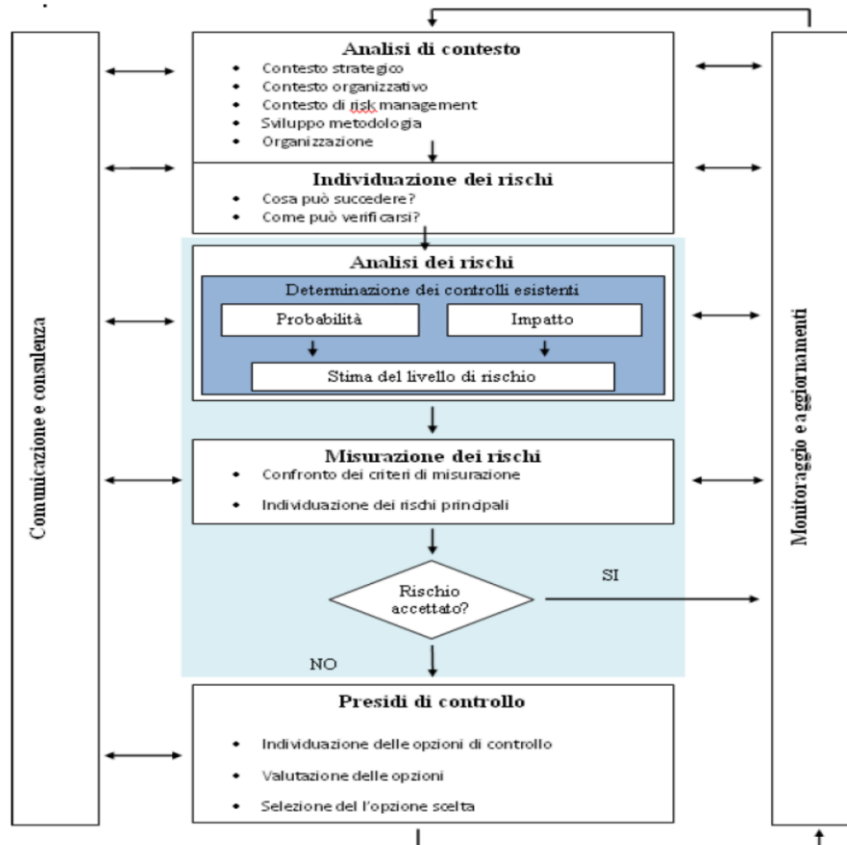 Analisi di contesto
• Contesto strategico
• Contesto organizzativo
• Contesto di risk management
• Sviluppo metodologia
• Organizzazione
Individuazione dei rischi
• Cosa può succedere?
• Come può verificarsi?
Analisi dei rischi
Determinazione dei controlli esistenti
Probabilità
Impatto
Stima del livello di rischio
Misurazione dei rischi
• Confronto dei criteri di misurazione
• Individuazione dei rischi principali
Rischio
accettato?
SI
NO
Presidi di controllo
• Individuazione delle opzioni di controllo
• Valutazione delle opzioni
• Selezione del l'opzione scelta
Comunicazione e consulenza
Monitoraggio e aggiornamenti